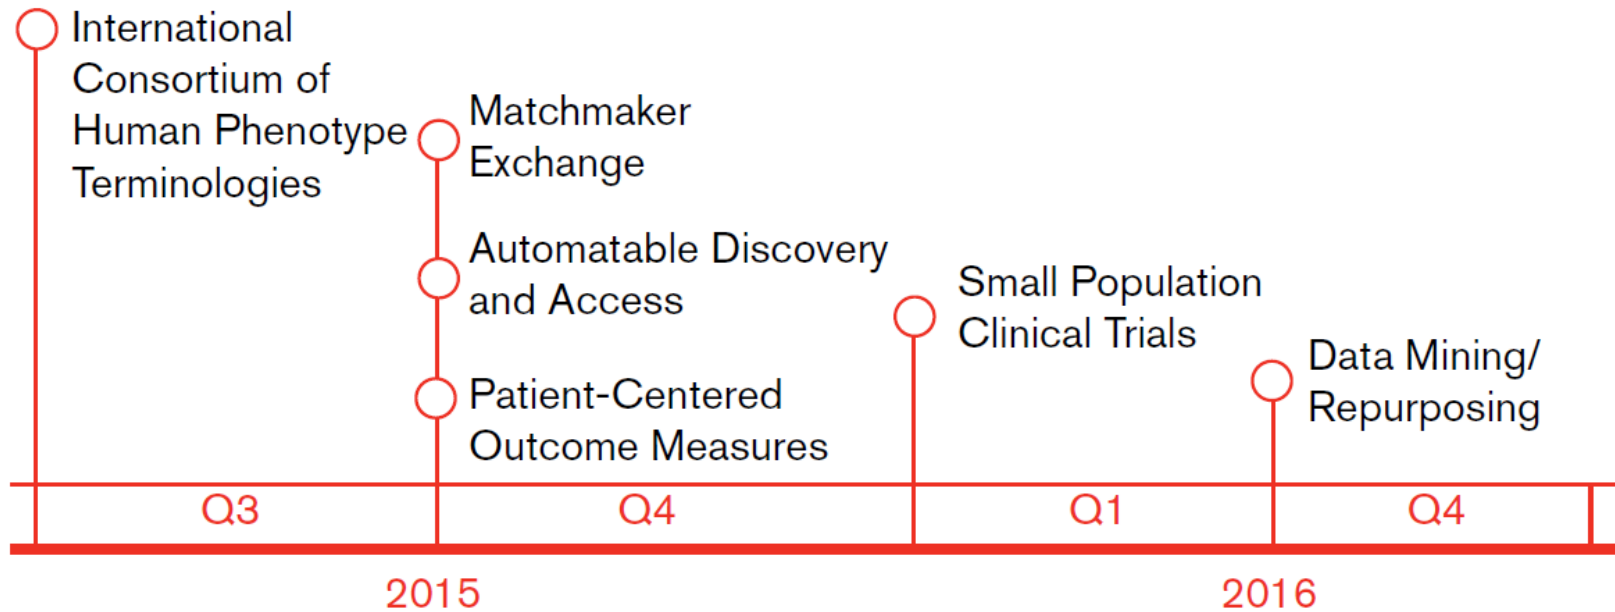 International
Consortium of
Human Phenotype
Terminologies
Matchmaker
Exchange
Automatable Discovery
and Access
Patient-Centered
Outcome Measures
Small Population
Clinical Trials
Data Mining/
Repurposing
Q3
Q4
Q1
Q4
2015
2016